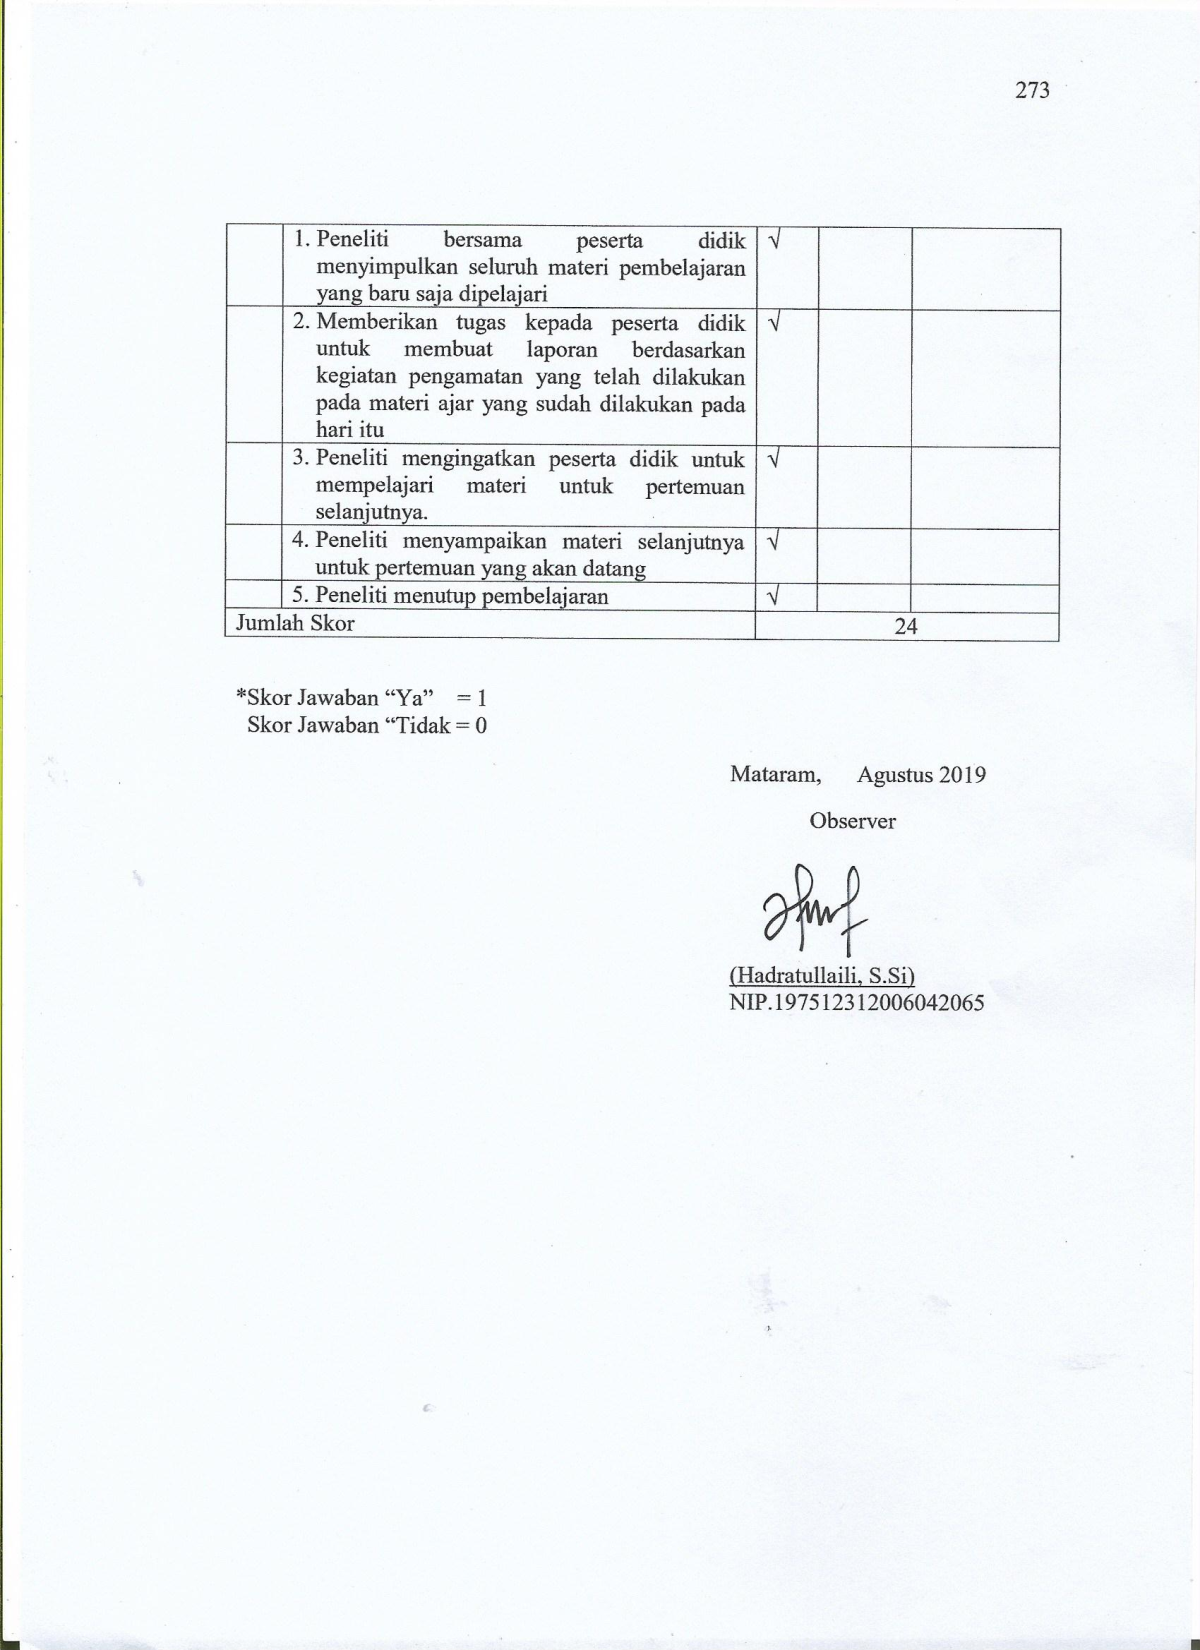 273
1. Peneliti bersama peserta didik √
menyimpulkan seluruh materi pembelajaran
yang baru saja dipelajari
2. Memberikan tugas kepada peserta didik √
untuk membuat laporan berdasarkan
kegiatan pengamatan yang telah dilakukan
pada materi ajar yang sudah dilakukan pada
hari itu
3. Peneliti mengingatkan peserta didik untuk √
mempelajari materi untuk pertemuan
selanjutnya.
4. Peneliti menyampaikan materi selanjutnya √
untuk pertemuan yang akan datang
5. Peneliti menutup pembelajaran √
Jumlah Skor 24
*Skor Jawaban “Ya” = 1
Skor Jawaban “Tidak = 0
Mataram, Agustus 2019
Observer
(Hadratullaili, S.Si)
NIP.197512312006042065